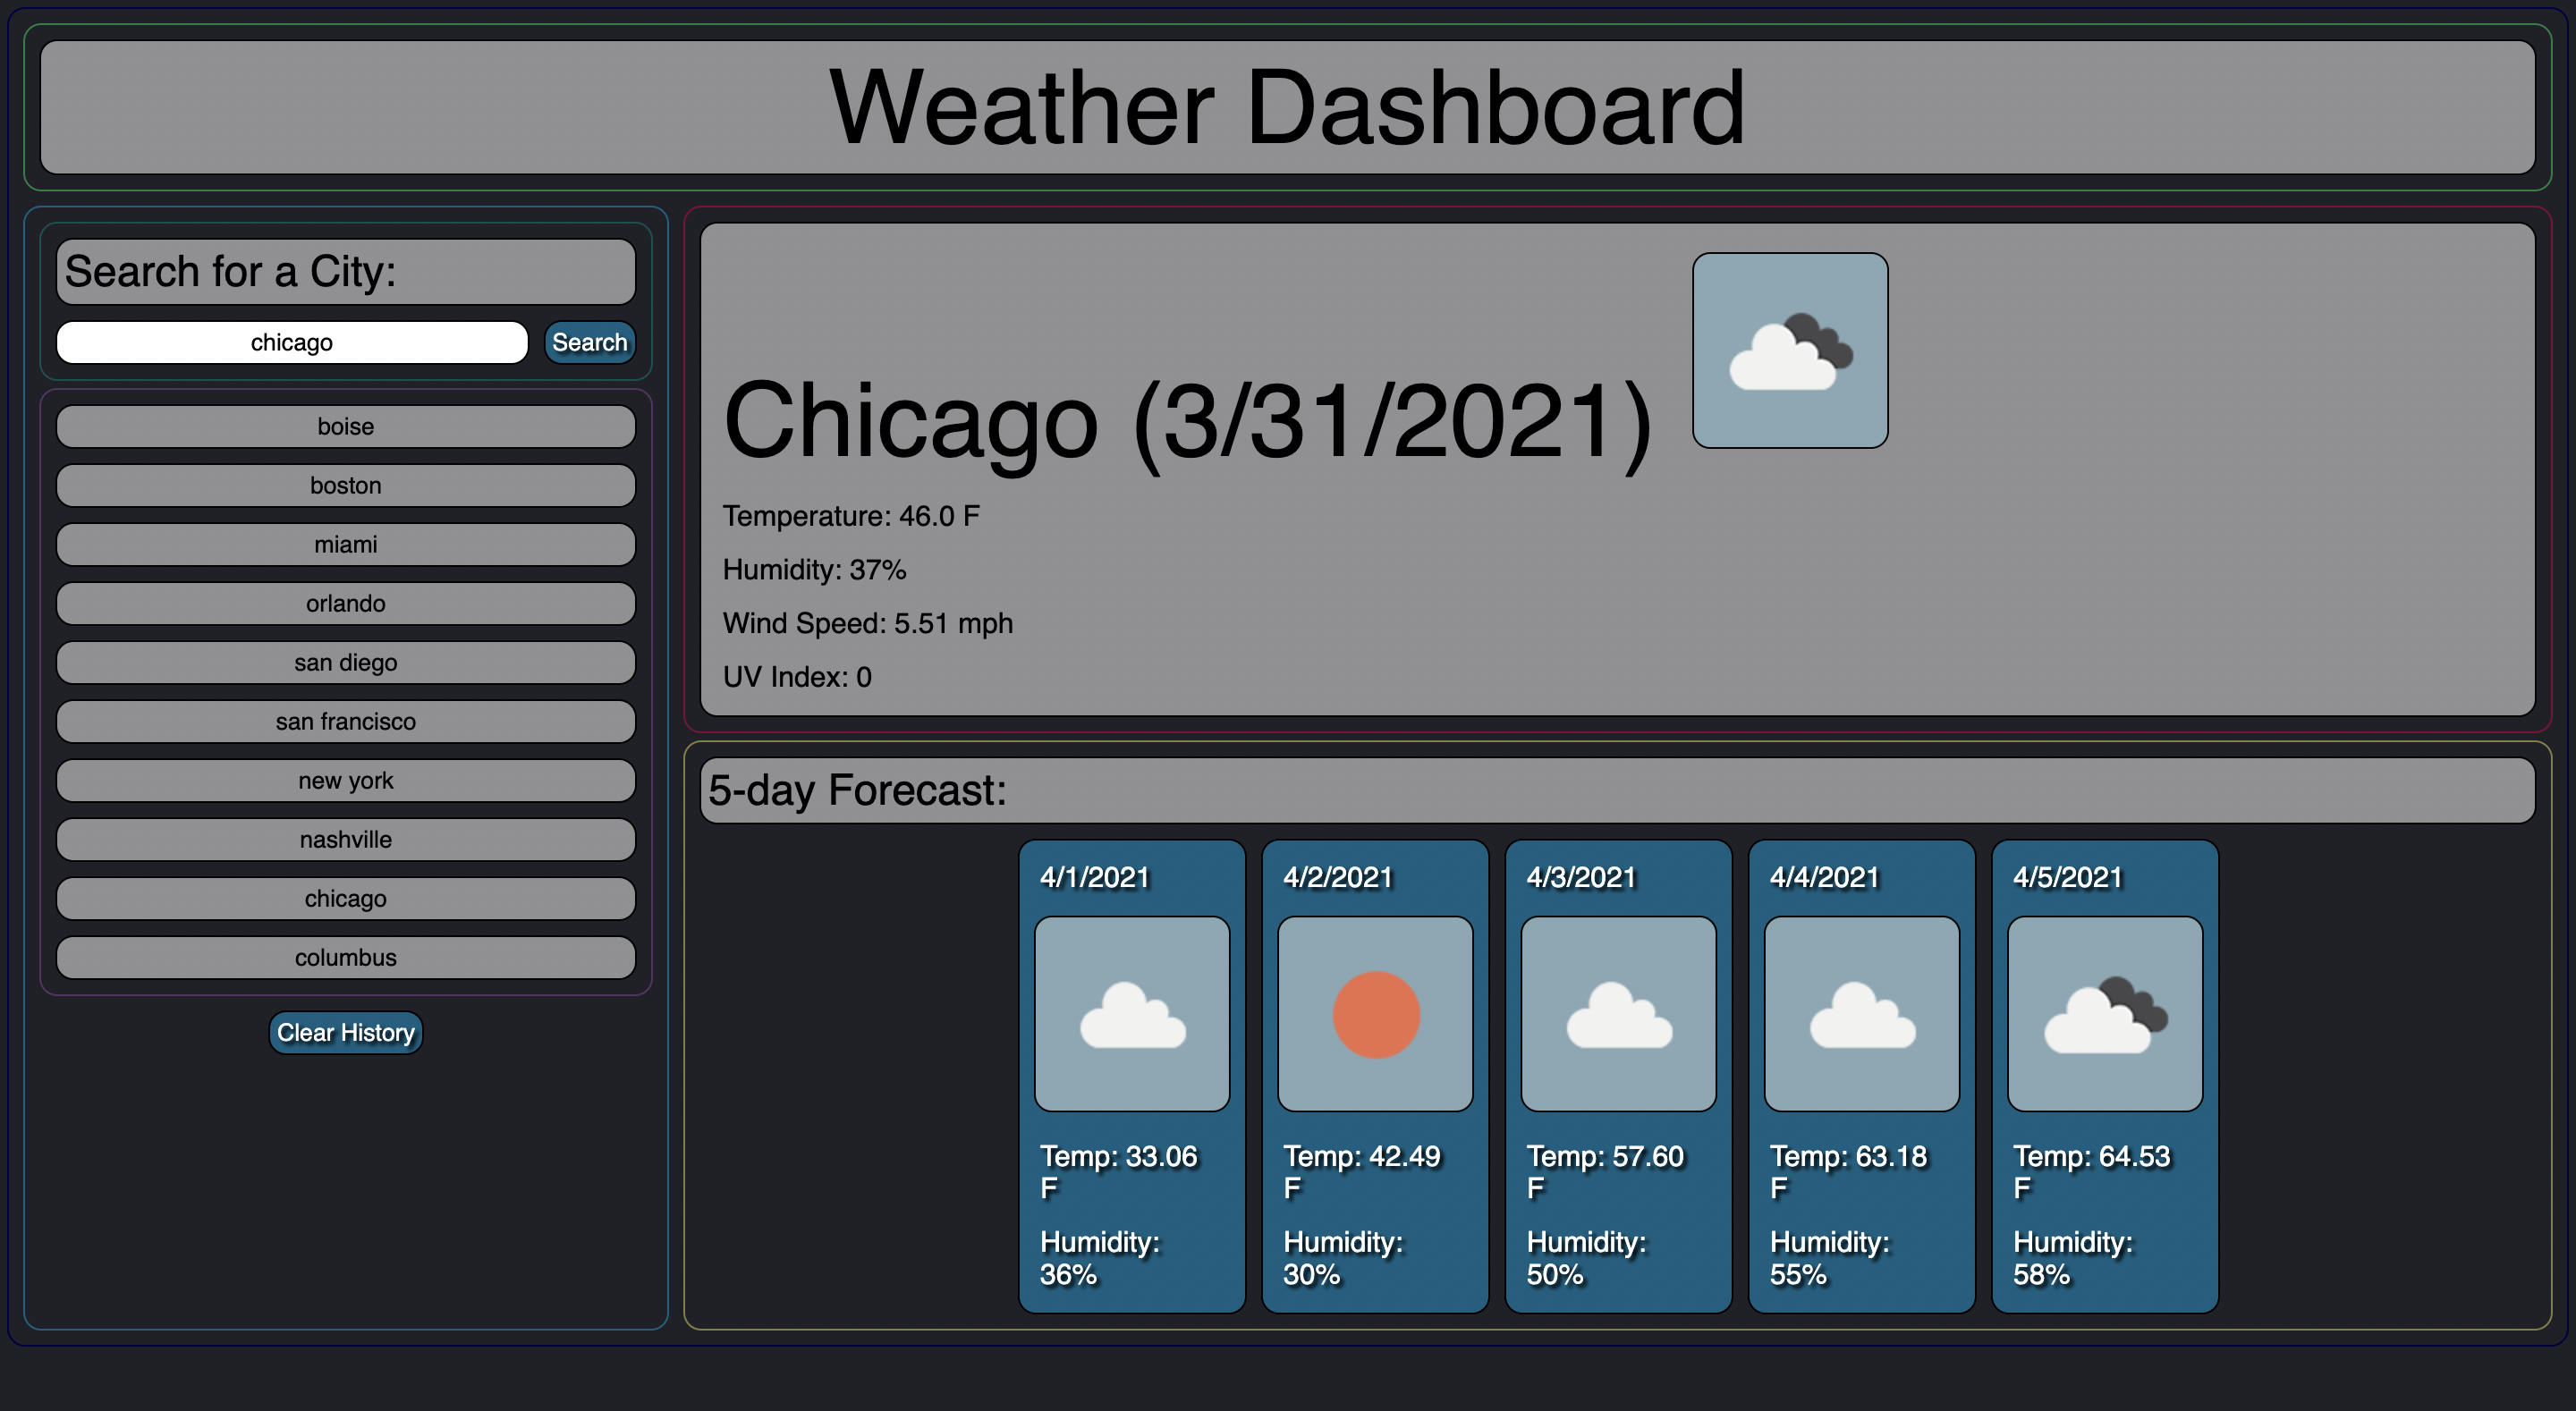 Weather Dashboard
Search for a City:
chicago
Search
boise
boston
miami
orlando
san diego
san francisco
new york
nashville
chicago
columbus
Clear History
Chicago (3/31/2021)
Temperature: 46.0 F
Humidity: 37%
Wind Speed: 5.51 mph
UV Index: 0
5-day Forecast:
4/1/2021
Temp: 33.06
F
Humidity:
36%
4/2/2021
Temp: 42.49
F
Humidity:
30%
4/3/2021
Temp: 57.60
F
Humidity:
50%
4/4/2021
Temp: 63.18
F
Humidity:
55%
4/5/2021
Temp: 64.53
F
Humidity:
58%